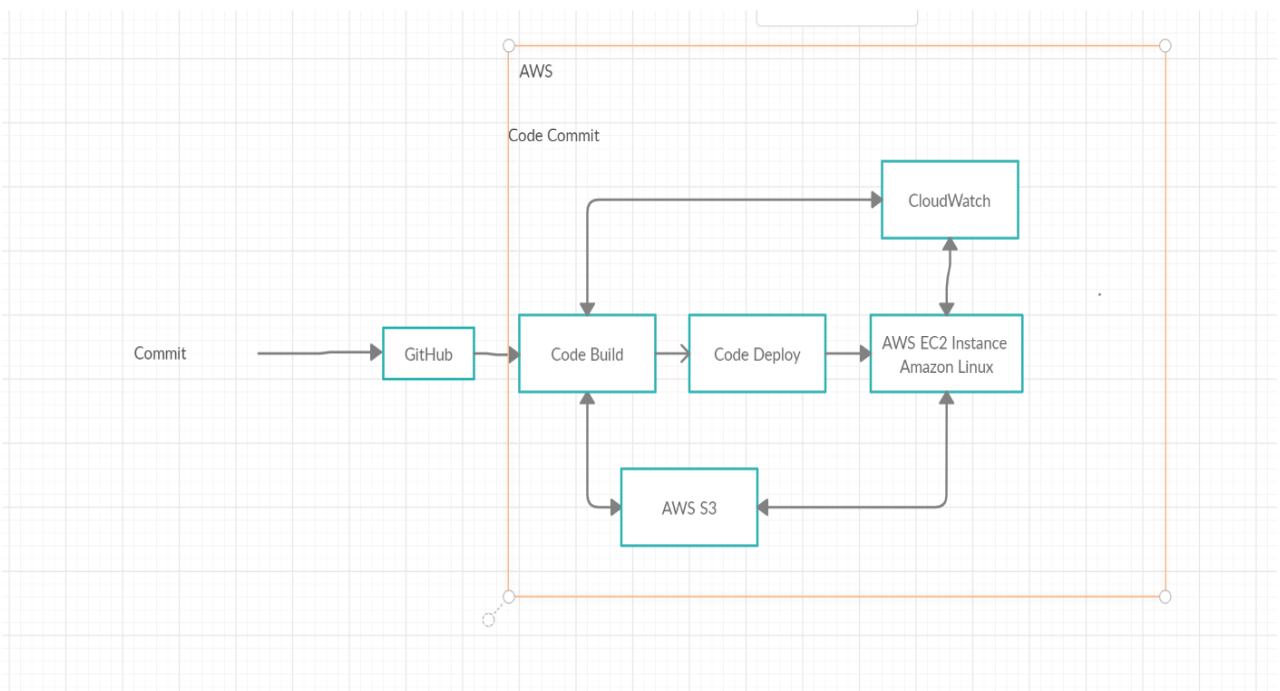 AWS
Code Commit
CloudWatch
Commit
GitHub
Code Build
Code Deploy
AWS EC2 Instance
Amazon Linux
AWS S3